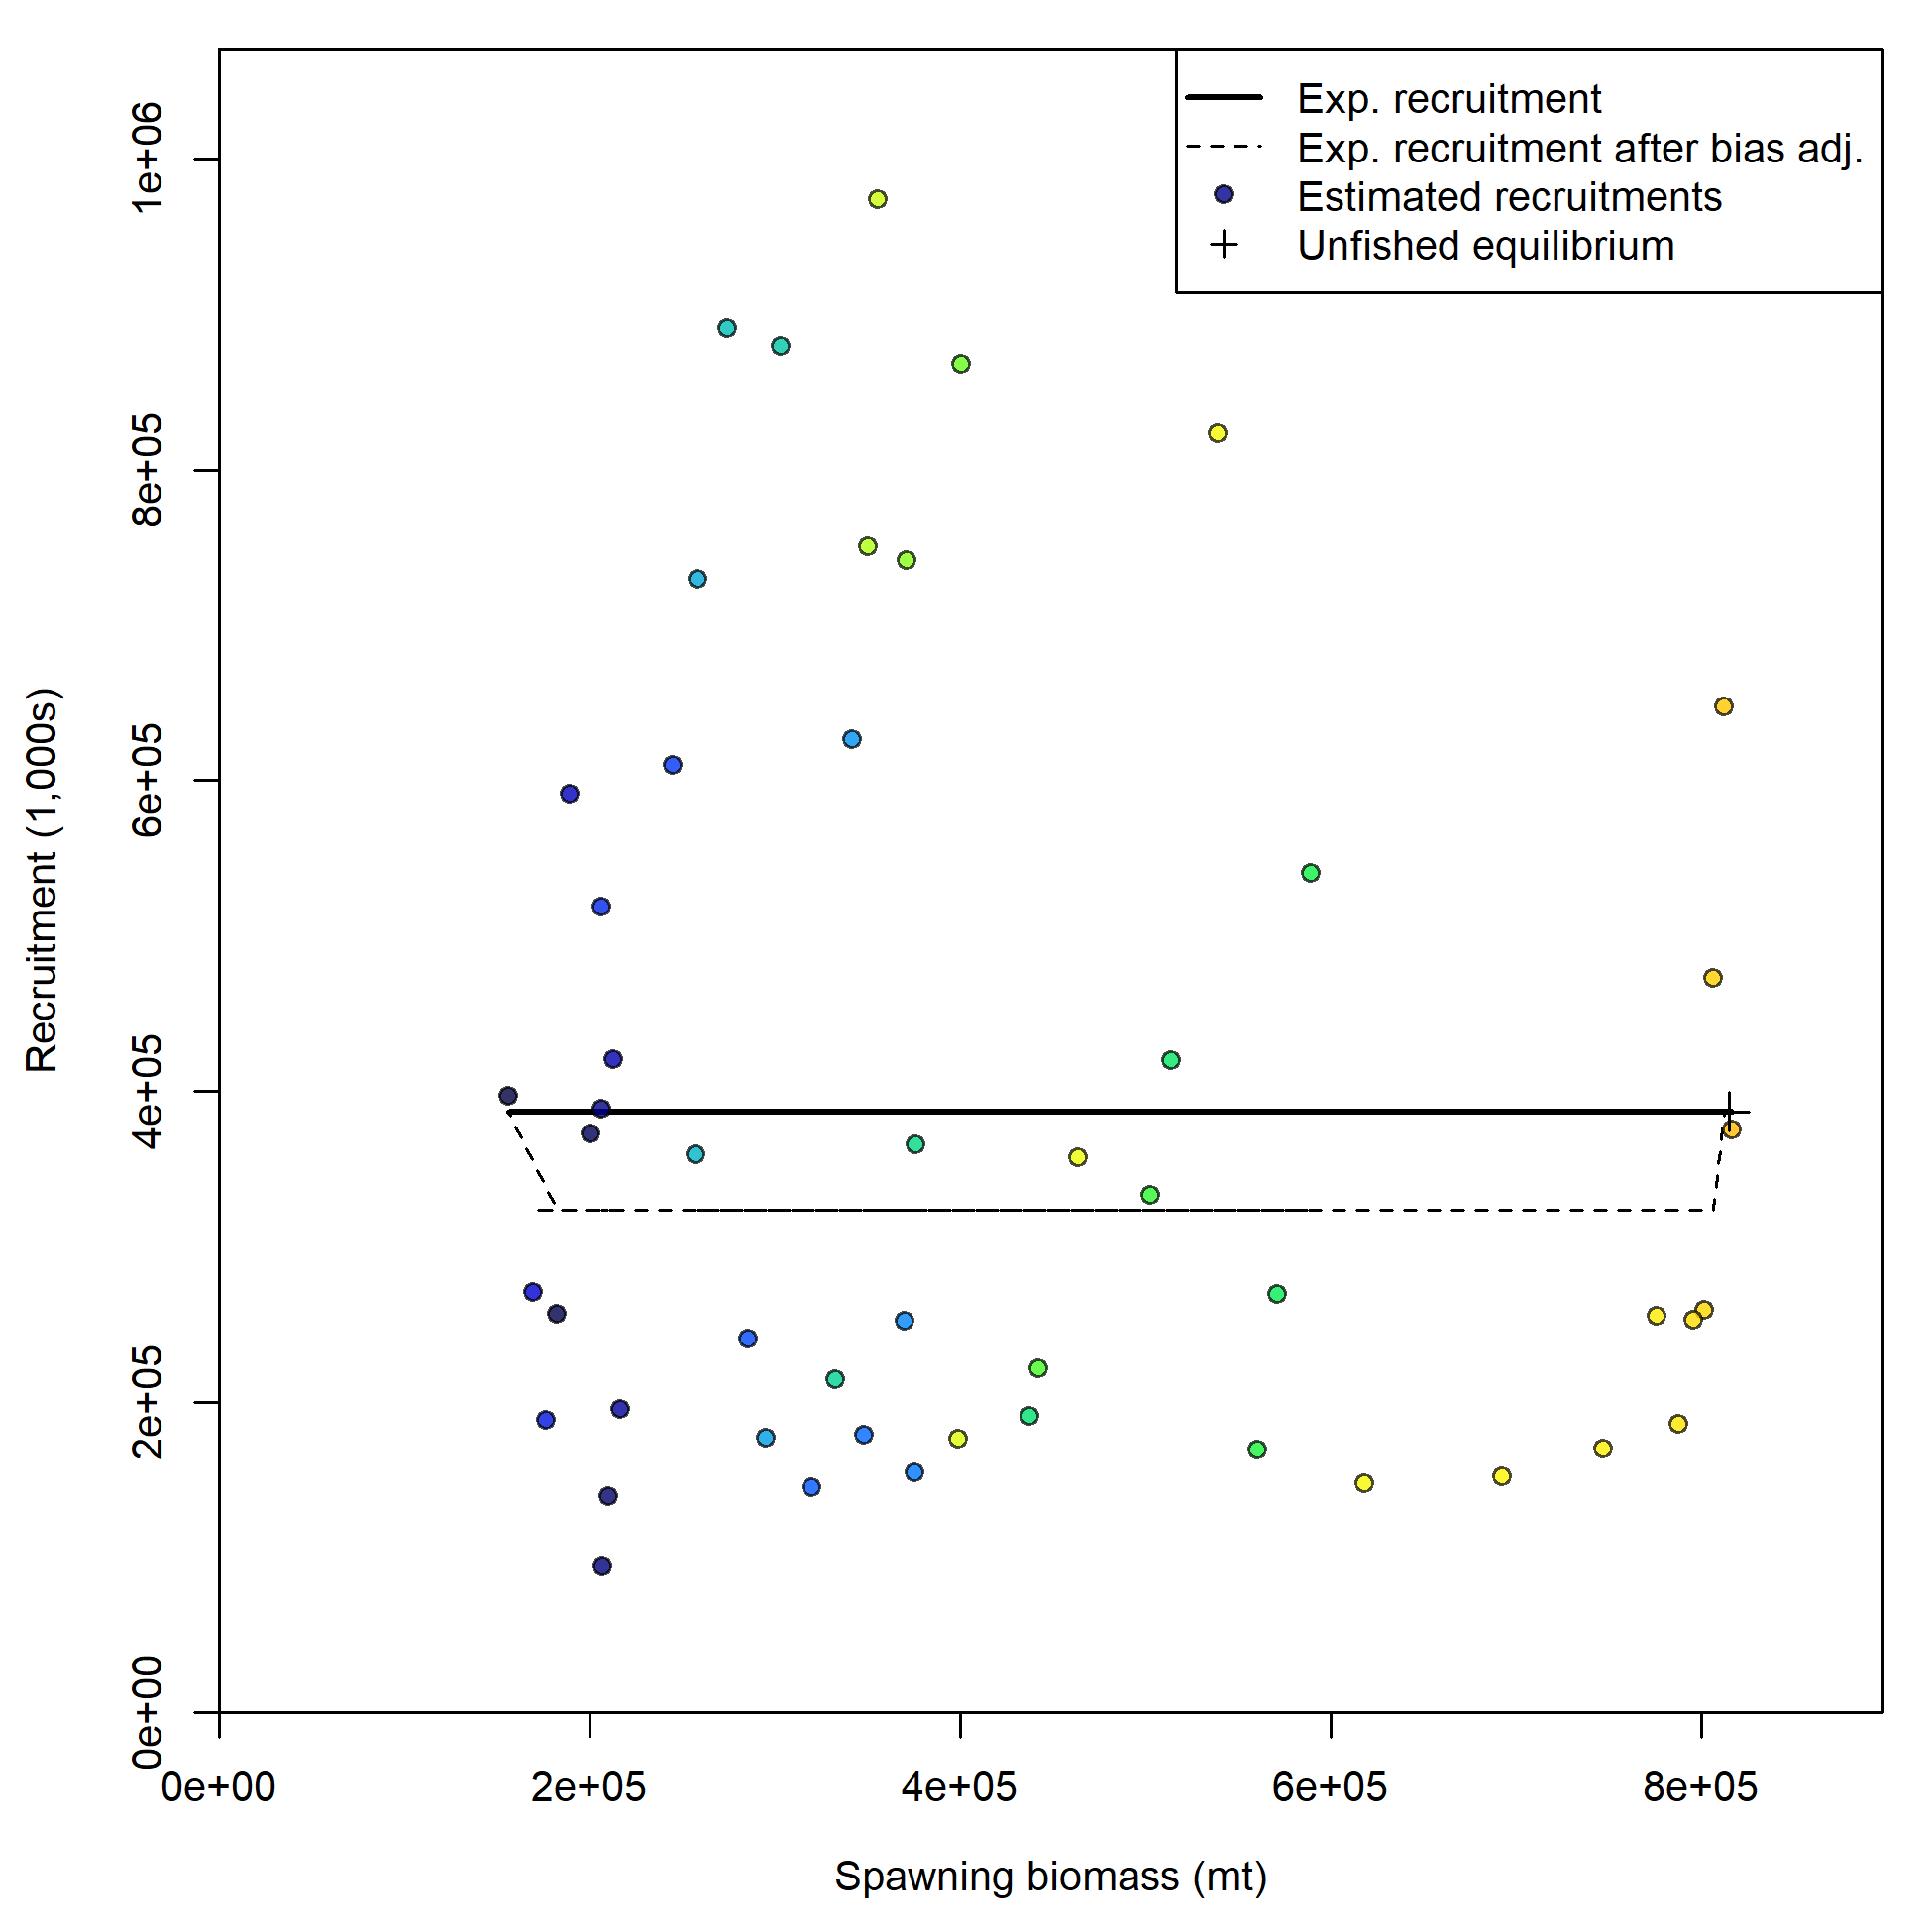 Exp. recruitment
Exp. recruitment after bias adj.
Estimated recruitments
Unfished equilibrium
Recruitment (1,000s)
1e+06
8e+05
6e+05
4e+05
2e+05
0e+00
0e+00 2e+05 4e+05 6e+05 8e+05
Spawning biomass (mt)